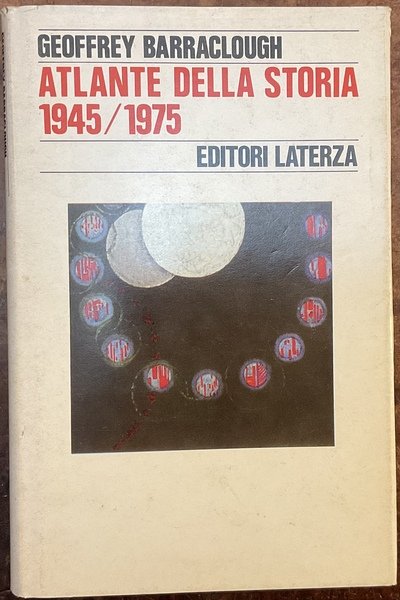 GEOFFREY BARRACLOUGH
ATLANTE DELLA STORIA
1945/1975
EDITORI LATERZA